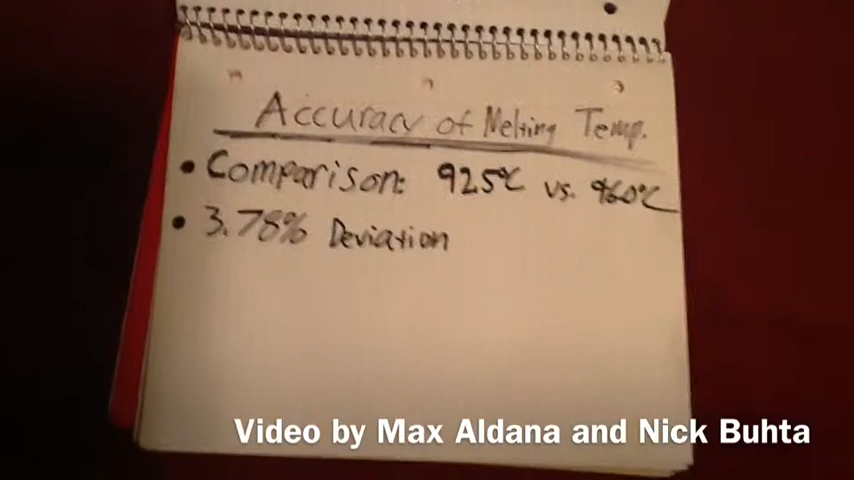 Accuracy of Melting Temp.
• Comparison: 925°C vs. 960°C
• 3.78% Deviation
Video by Max Aldana and Nick Buhta